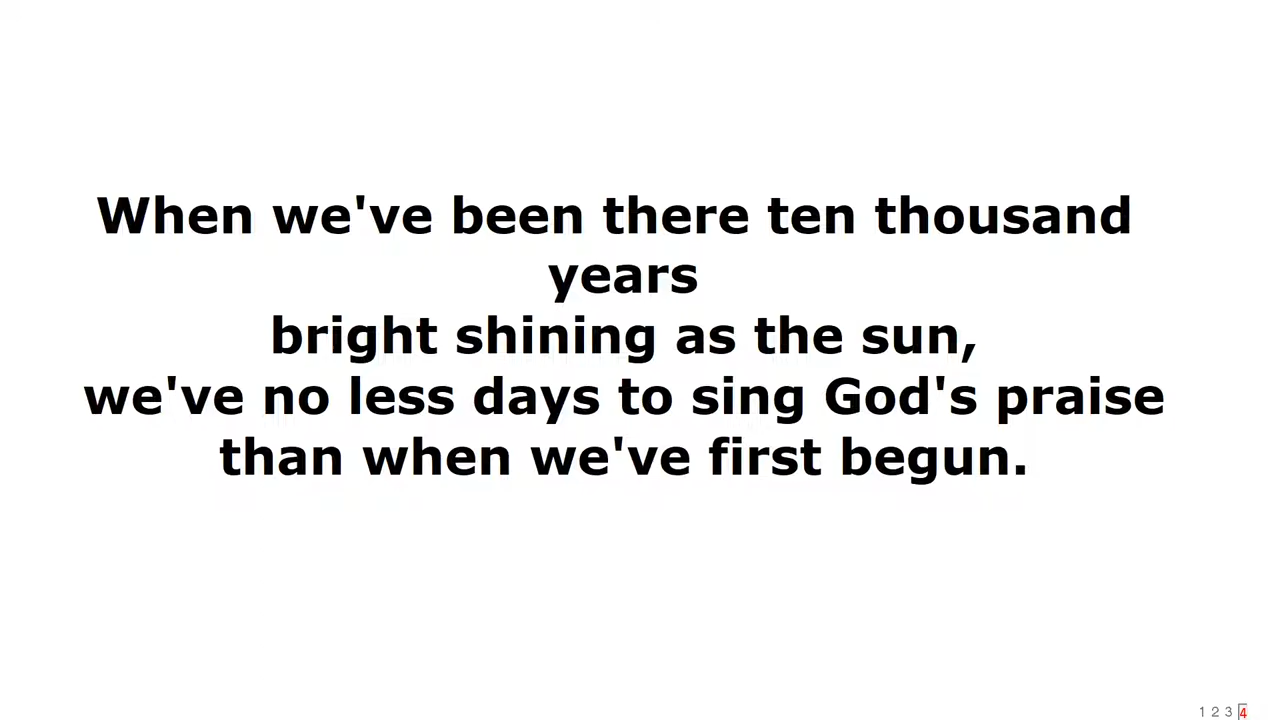 When we've been there ten thousand
years
bright shining as the sun,
we've no less days to sing God's praise
than when we've first begun.
1 2 3 4